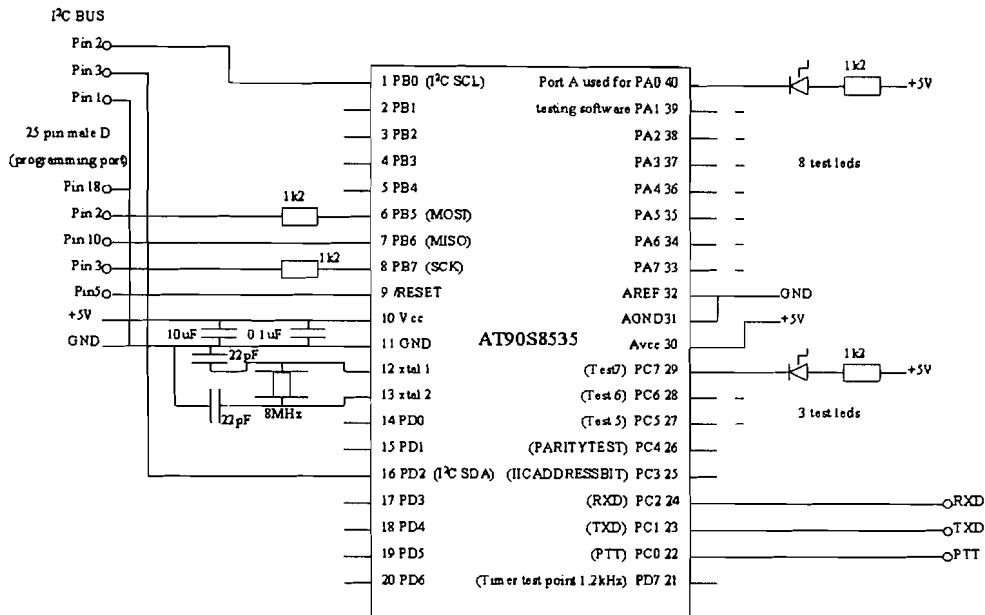 I²C BUS
Pin 2
Pin 3
Pin 1
25 pin male D
(programming port)
Pin 18
Pin 2
Pin 10
Pin 3
Pin5
+5V
GND
1k2
1k2
10uF
0 1uF
22pF
22pF
8MHz
1 PB0 (I²C SCL)
2 PB1
3 PB2
4 PB3
5 PB4
6 PB5 (MOSI)
7 PB6 (MISO)
8 PB7 (SCK)
9 /RESET
10 Vcc
11 GND
12 xtal 1
13 xtal 2
14 PD0
15 PD1
16 PD2 (I²C SDA)
17 PD3
18 PD4
19 PD5
20 PD6
AT90S8535
Port A used for PA0 40
testing software PA1 39
PA2 38
PA3 37
PA4 36
PA5 35
PA6 34
PA7 33
AREF 32
AGND31
Avcc 30
(Test7) PC7 29
(Test 6) PC6 28
(Test 5) PC5 27
(PARITYTEST) PC4 26
(IICADDRESSBIT) PC3 25
(RXD) PC2 24
(TXD) PC1 23
(PTT) PC0 22
(Timer test point 1.2kHz) PD7 21
1k2
+5V
8 test leds
GND
+5V
1k2
+5V
3 test leds
RXD
TXD
PTT